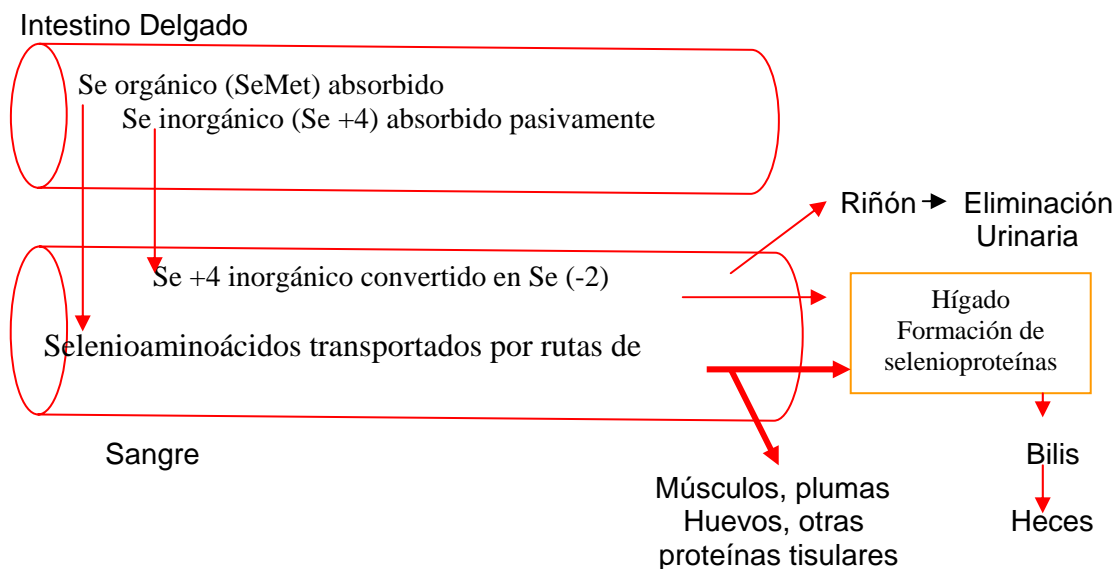 Intestino Delgado
Se orgánico (SeMet) absorbido
Se inorgánico (Se +4) absorbido pasivamente
Riñón
Eliminación
Urinaria
Se +4 inorgánico convertido en Se (-2)
Selenioaminoácidos transportados por rutas de
Hígado
Formación de
selenioproteínas
Sangre
Músculos, plumas
Huevos, otras
proteínas tisulares
Bilis
Heces